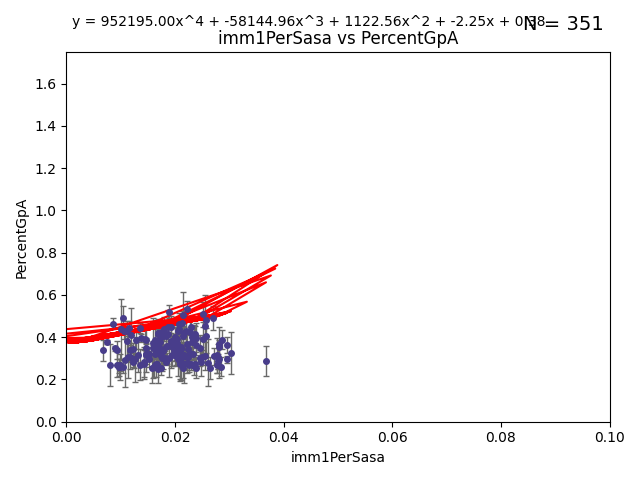 y = 952195.00x^4 + -58144.96x^3 + 1122.56x^2 + -2.25x + 0.38
N = 351
imm1PerSasa vs PercentGpA
PercentGpA
1.6
1.4
1.2
1.0
0.8
0.6
0.4
0.2
0.0
0.00 0.02 0.04 0.06 0.08 0.10
imm1PerSasa